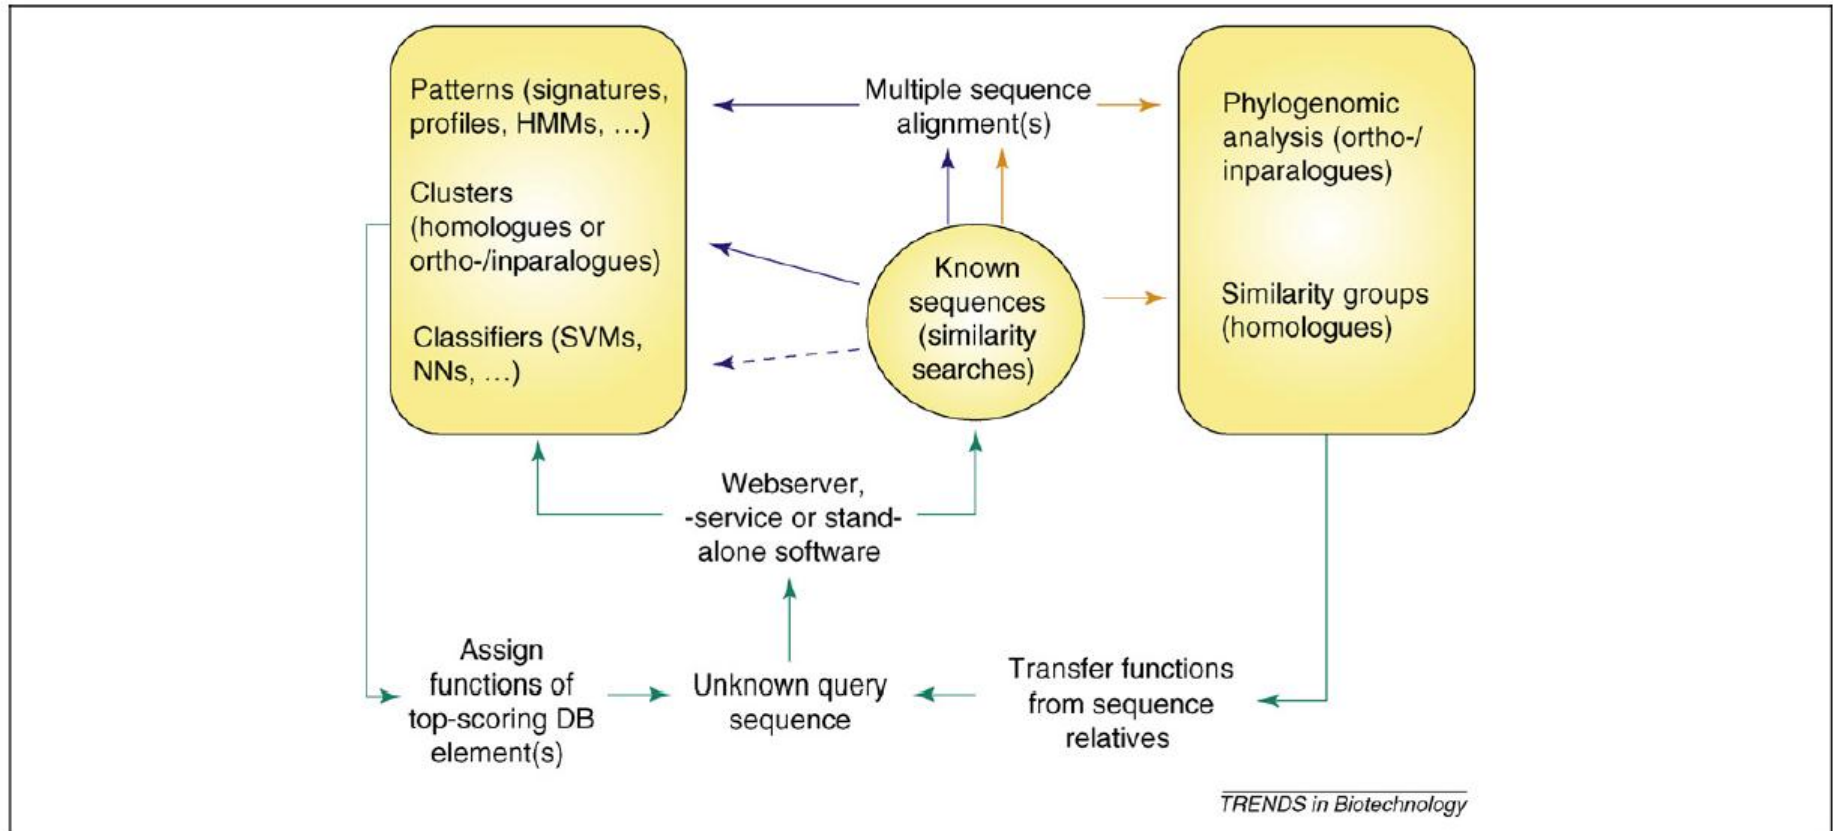 Patterns (signatures,
profiles, HMMs, ...)
Clusters
(homologues or
ortho-/inparalogues)
Classifiers (SVMs,
NNs, ...)
Multiple sequence
alignment(s)
Known
sequences
(similarity
searches)
Phylogenomic
analysis (ortho-/
inparalogues)
Similarity groups
(homologues)
Webserver,
-service or stand-
alone software
Assign
functions of
top-scoring DB
element(s)
Unknown query
sequence
Transfer functions
from sequence
relatives
TRENDS in Biotechnology